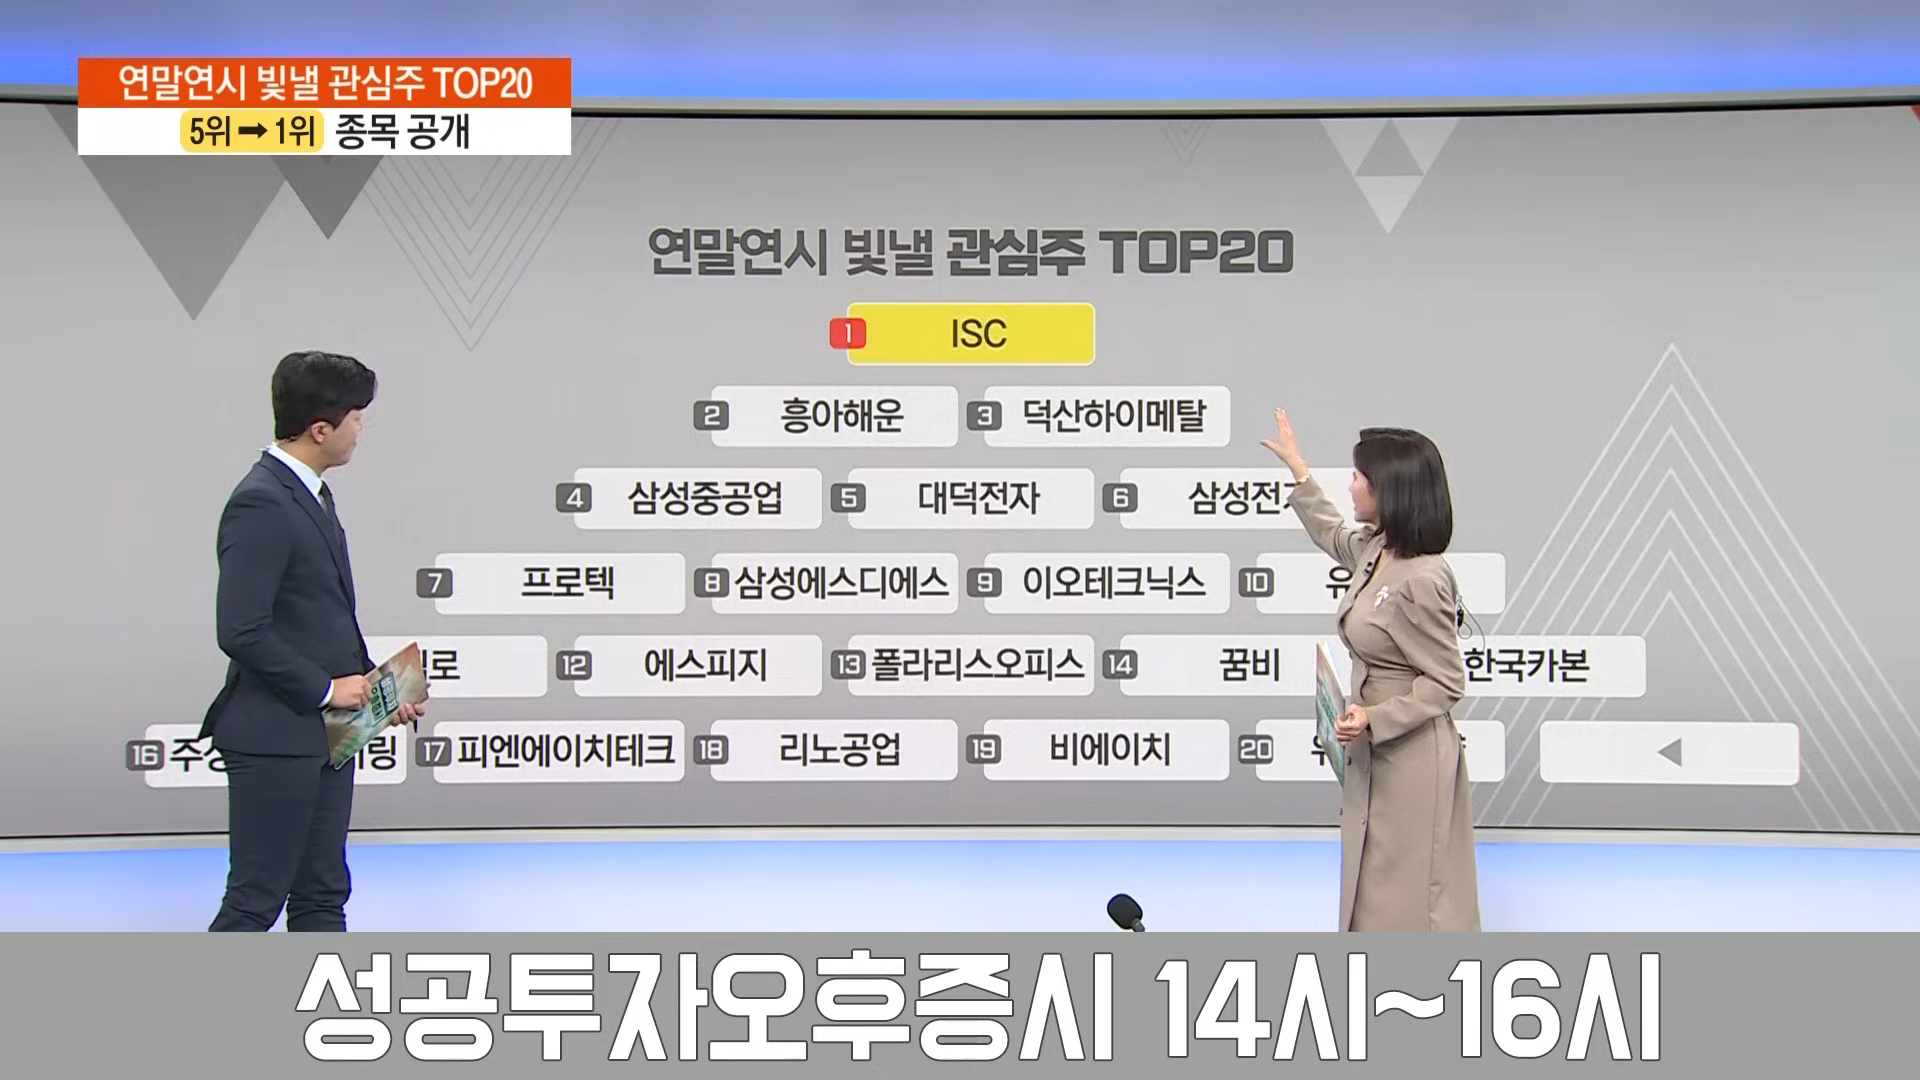 연말연시 빛낼 관심주 TOP20
5위➡1위 종목 공개
연말연시 빛낼 관심주 TOP20
1 ISC
2 흥아해운 3 덕산하이메탈
4 삼성중공업 5 대덕전자 6 삼성전
7 프로텍 8 삼성에스디에스 9 이오테크닉스 10
12 에스피지 13 폴라리스오피스 14 꿈비 한국카본
16 17 피엔에이치테크 18 리노공업 19 비에이치 20
성공투자오후증시 14시~16시